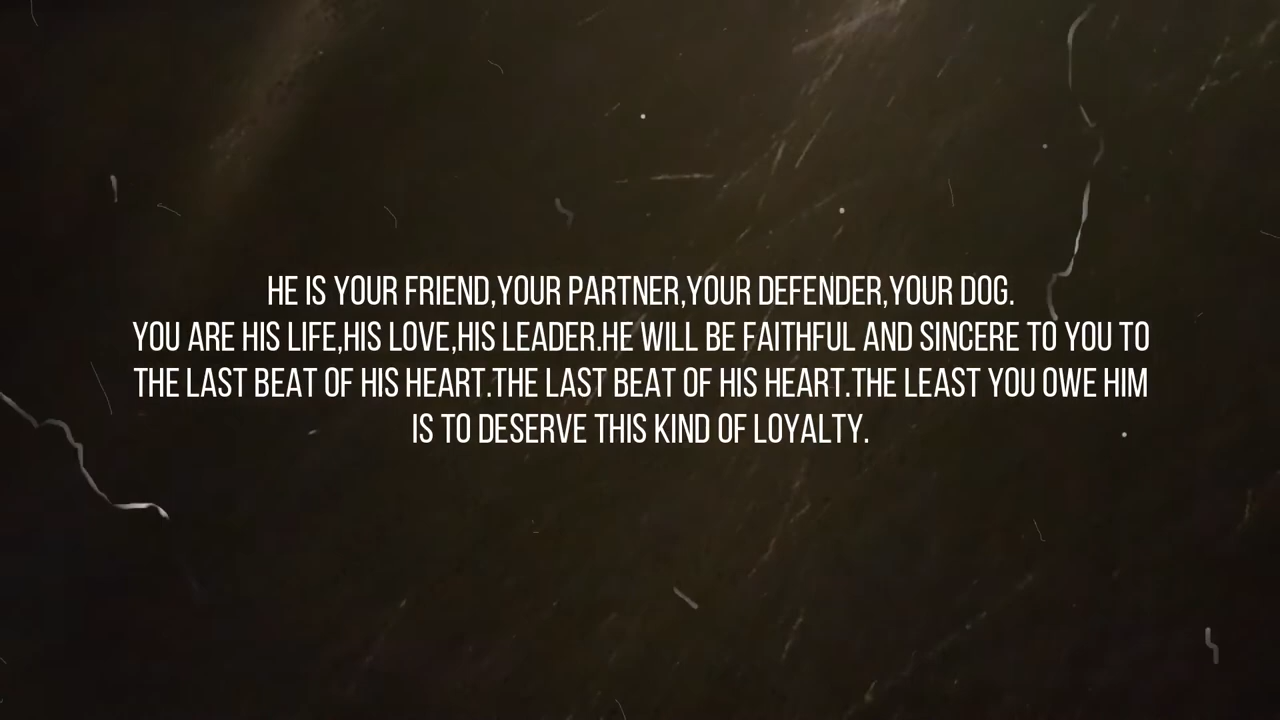 HE IS YOUR FRIEND,YOUR PARTNER,YOUR DEFENDER,YOUR DOG.
YOU ARE HIS LIFE,HIS LOVE,HIS LEADER.HE WILL BE FAITHFUL AND SINCERE TO YOU TO
THE LAST BEAT OF HIS HEART.THE LAST BEAT OF HIS HEART.THE LEAST YOU OWE HIM
IS TO DESERVE THIS KIND OF LOYALTY.